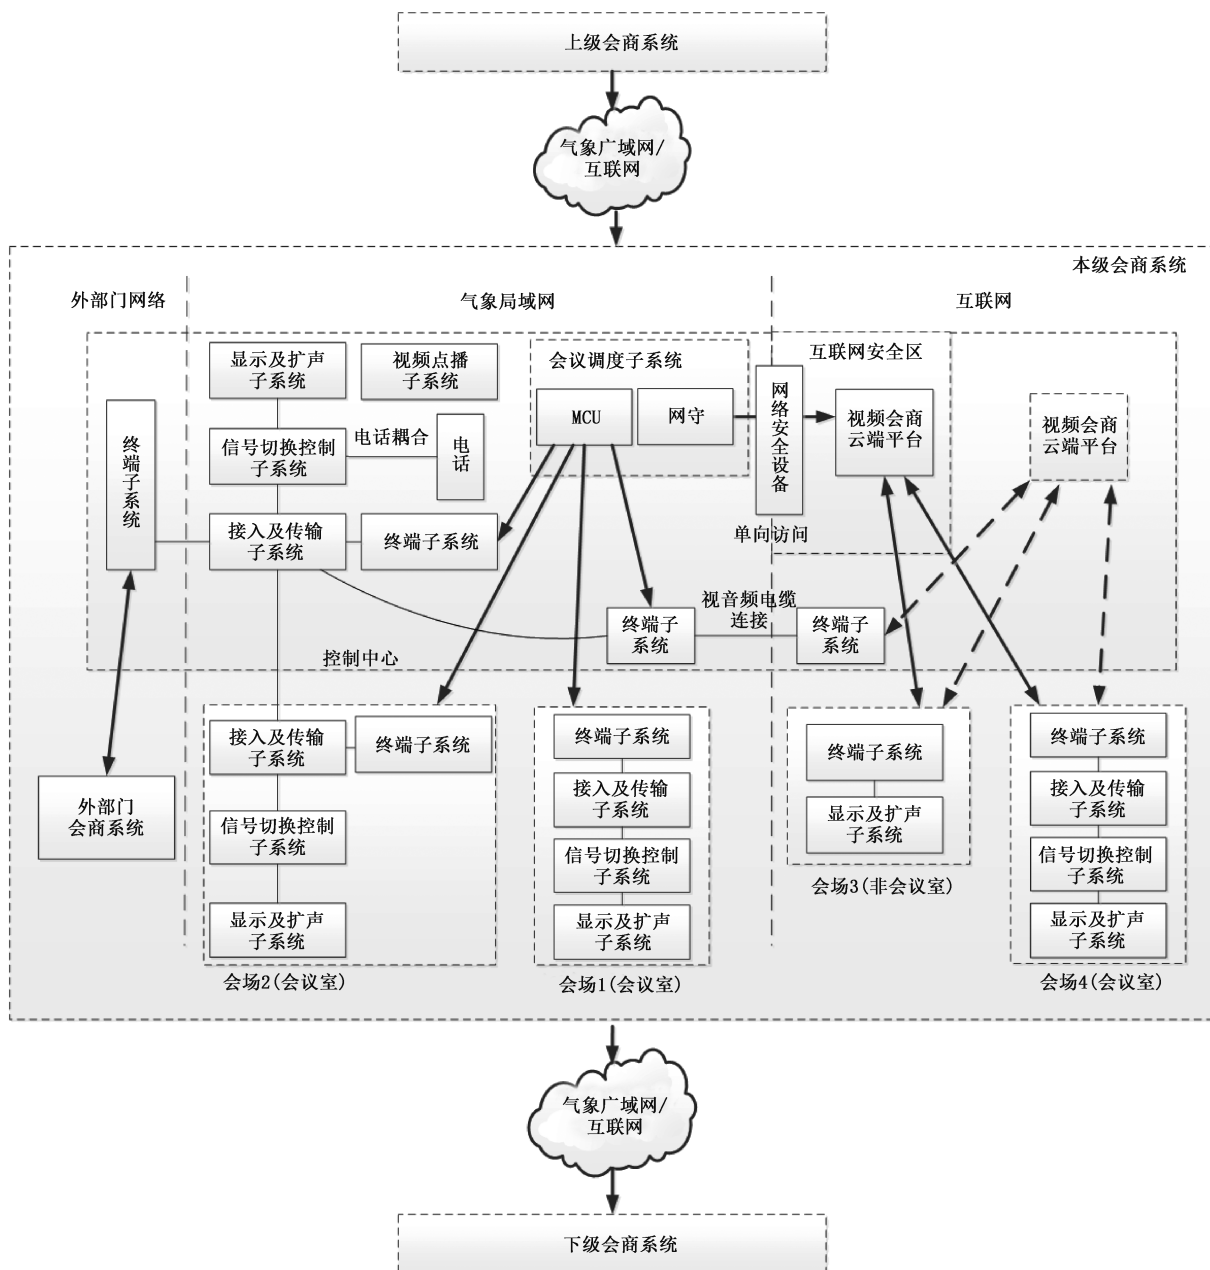 上级会商系统
气象广域网/
互联网
本级会商系统
外部门网络
气象局域网
互联网
显示及扩声
子系统
视频点播
子系统
会议调度子系统
MCU
网守
网络安全设备
互联网安全区
视频会商
云端平台
视频会商
云端平台
终端子系统
信号切换控制
子系统
电话耦合
电话
接入及传输
子系统
终端子系统
单向访问
终端子
系统
视音频电缆
连接
终端子
系统
控制中心
接入及传输
子系统
终端子系统
信号切换控制
子系统
显示及扩声
子系统
会场2(会议室)
终端子系统
接入及传输
子系统
信号切换控制
子系统
显示及扩声
子系统
会场1(会议室)
终端子系统
显示及扩声
子系统
会场3(非会议室)
终端子系统
接入及传输
子系统
信号切换控制
子系统
显示及扩声
子系统
会场4(会议室)
外部门
会商系统
气象广域网/
互联网
下级会商系统